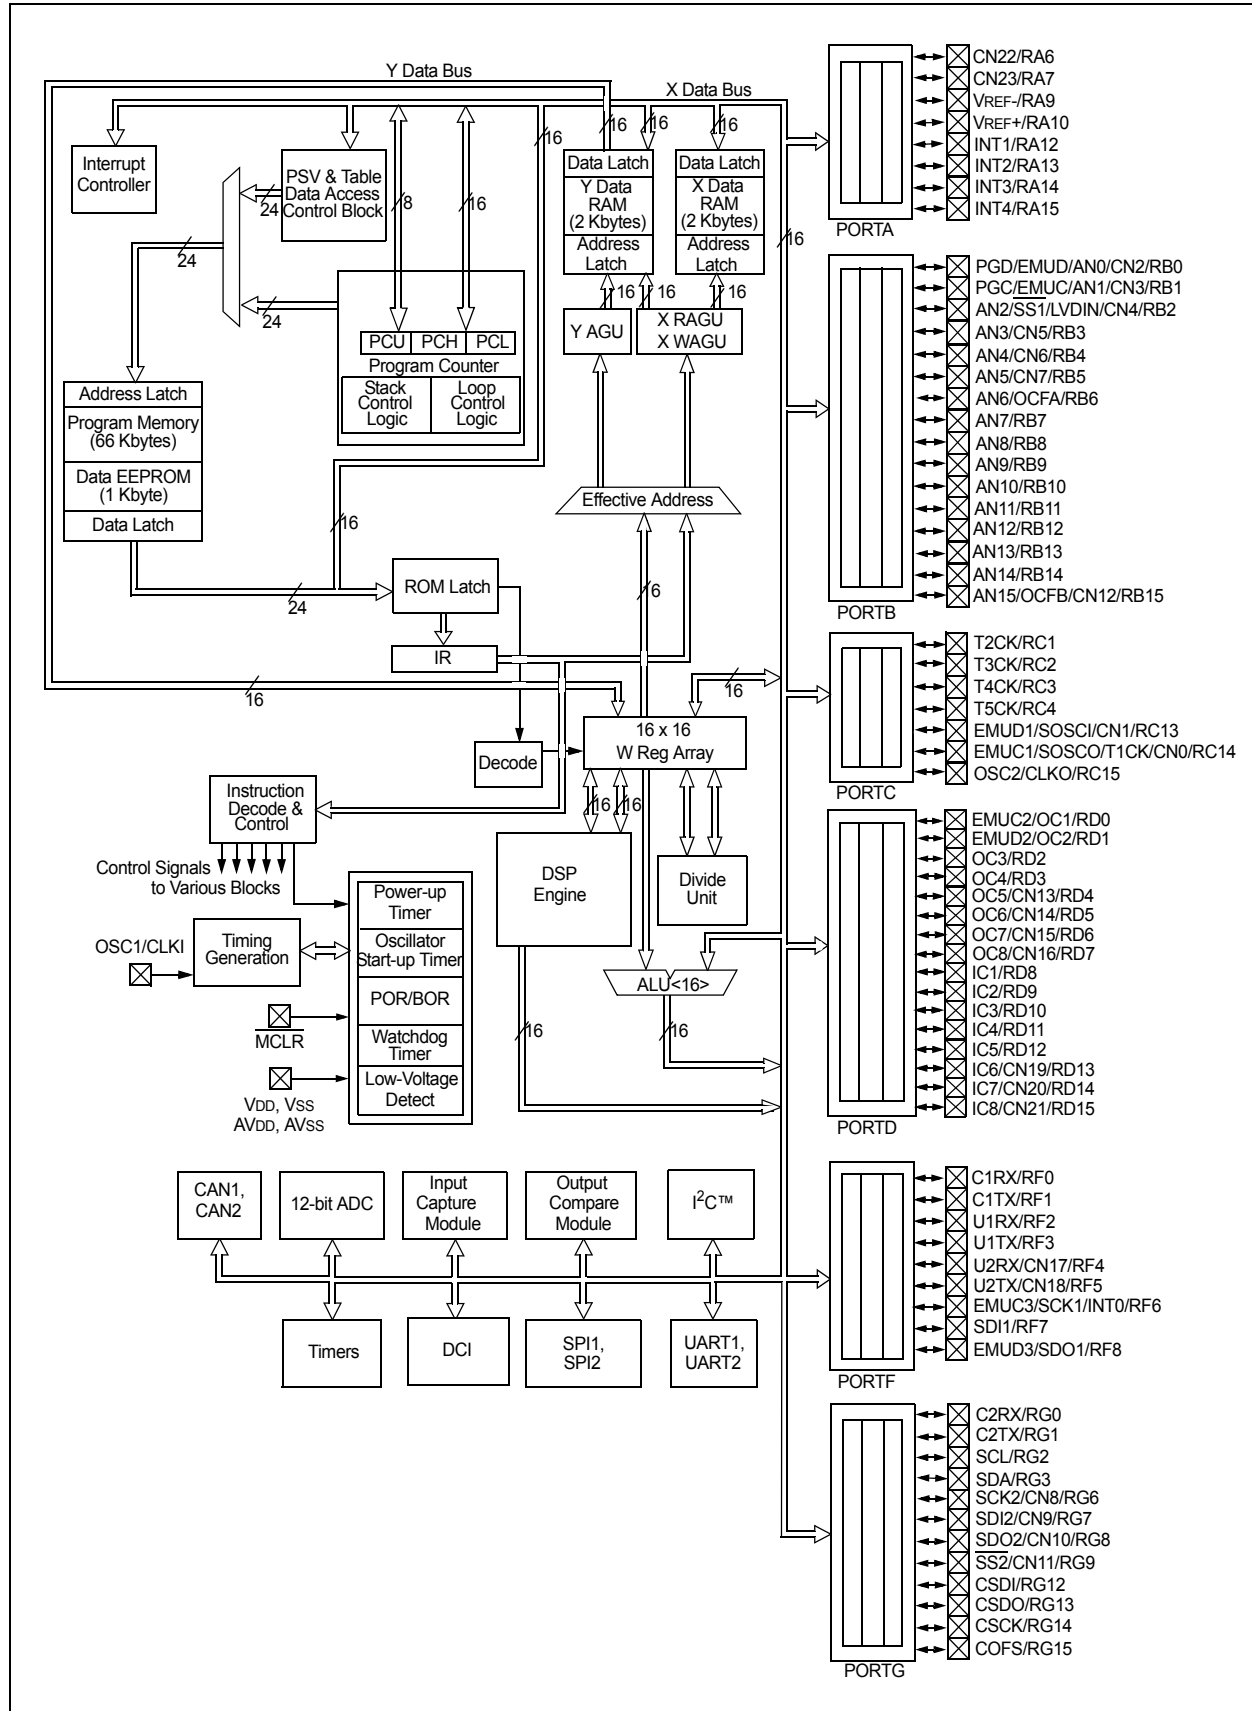 Y Data Bus
X Data Bus
Interrupt
Controller
PSV & Table
Data Access
Control Block
24
24
24
8
16
16
16
16
16
16
Data Latch
Y Data
RAM
(2 Kbytes)
Address
Latch
Data Latch
X Data
RAM
(2 Kbytes)
Address
Latch
16
16
16
Y AGU
X RAGU
X WAGU
PCU
PCH
PCL
Program Counter
Stack
Control
Logic
Loop
Control
Logic
Address Latch
Program Memory
(66 Kbytes)
Data EEPROM
(1 Kbyte)
Data Latch
16
24
Effective Address
ROM Latch
IR
16
6
16
16 x 16
W Reg Array
Decode
Instruction
Decode &
Control
Control Signals
to Various Blocks
16
16
DSP
Engine
Divide
Unit
Power-up
Timer
Oscillator
Start-up Timer
POR/BOR
Watchdog
Timer
Low-Voltage
Detect
OSC1/CLKI
Timing
Generation
MCLR
VDD, VSS
AVDD, AVSS
ALU<16>
16
16
CAN1,
CAN2
12-bit ADC
Input
Capture
Module
Output
Compare
Module
I2C™
Timers
DCI
SPI1,
SPI2
UART1,
UART2
CN22/RA6
CN23/RA7
VREF-/RA9
VREF+/RA10
INT1/RA12
INT2/RA13
INT3/RA14
INT4/RA15
PORTA
PGD/EMUD/AN0/CN2/RB0
PGC/EMUC/AN1/CN3/RB1
AN2/SS1/LVDIN/CN4/RB2
AN3/CN5/RB3
AN4/CN6/RB4
AN5/CN7/RB5
AN6/OCFA/RB6
AN7/RB7
AN8/RB8
AN9/RB9
AN10/RB10
AN11/RB11
AN12/RB12
AN13/RB13
AN14/RB14
AN15/OCFB/CN12/RB15
PORTB
T2CK/RC1
T3CK/RC2
T4CK/RC3
T5CK/RC4
EMUD1/SOSCI/CN1/RC13
EMUC1/SOSCO/T1CK/CN0/RC14
OSC2/CLKO/RC15
PORTC
EMUC2/OC1/RD0
EMUD2/OC2/RD1
OC3/RD2
OC4/RD3
OC5/CN13/RD4
OC6/CN14/RD5
OC7/CN15/RD6
OC8/CN16/RD7
IC1/RD8
IC2/RD9
IC3/RD10
IC4/RD11
IC5/RD12
IC6/CN19/RD13
IC7/CN20/RD14
IC8/CN21/RD15
PORTD
C1RX/RF0
C1TX/RF1
U1RX/RF2
U1TX/RF3
U2RX/CN17/RF4
U2TX/CN18/RF5
EMUC3/SCK1/INT0/RF6
SDI1/RF7
EMUD3/SDO1/RF8
PORTF
C2RX/RG0
C2TX/RG1
SCL/RG2
SDA/RG3
SCK2/CN8/RG6
SDI2/CN9/RG7
SDO2/CN10/RG8
SS2/CN11/RG9
CSDI/RG12
CSDO/RG13
CSCK/RG14
COFS/RG15
PORTG